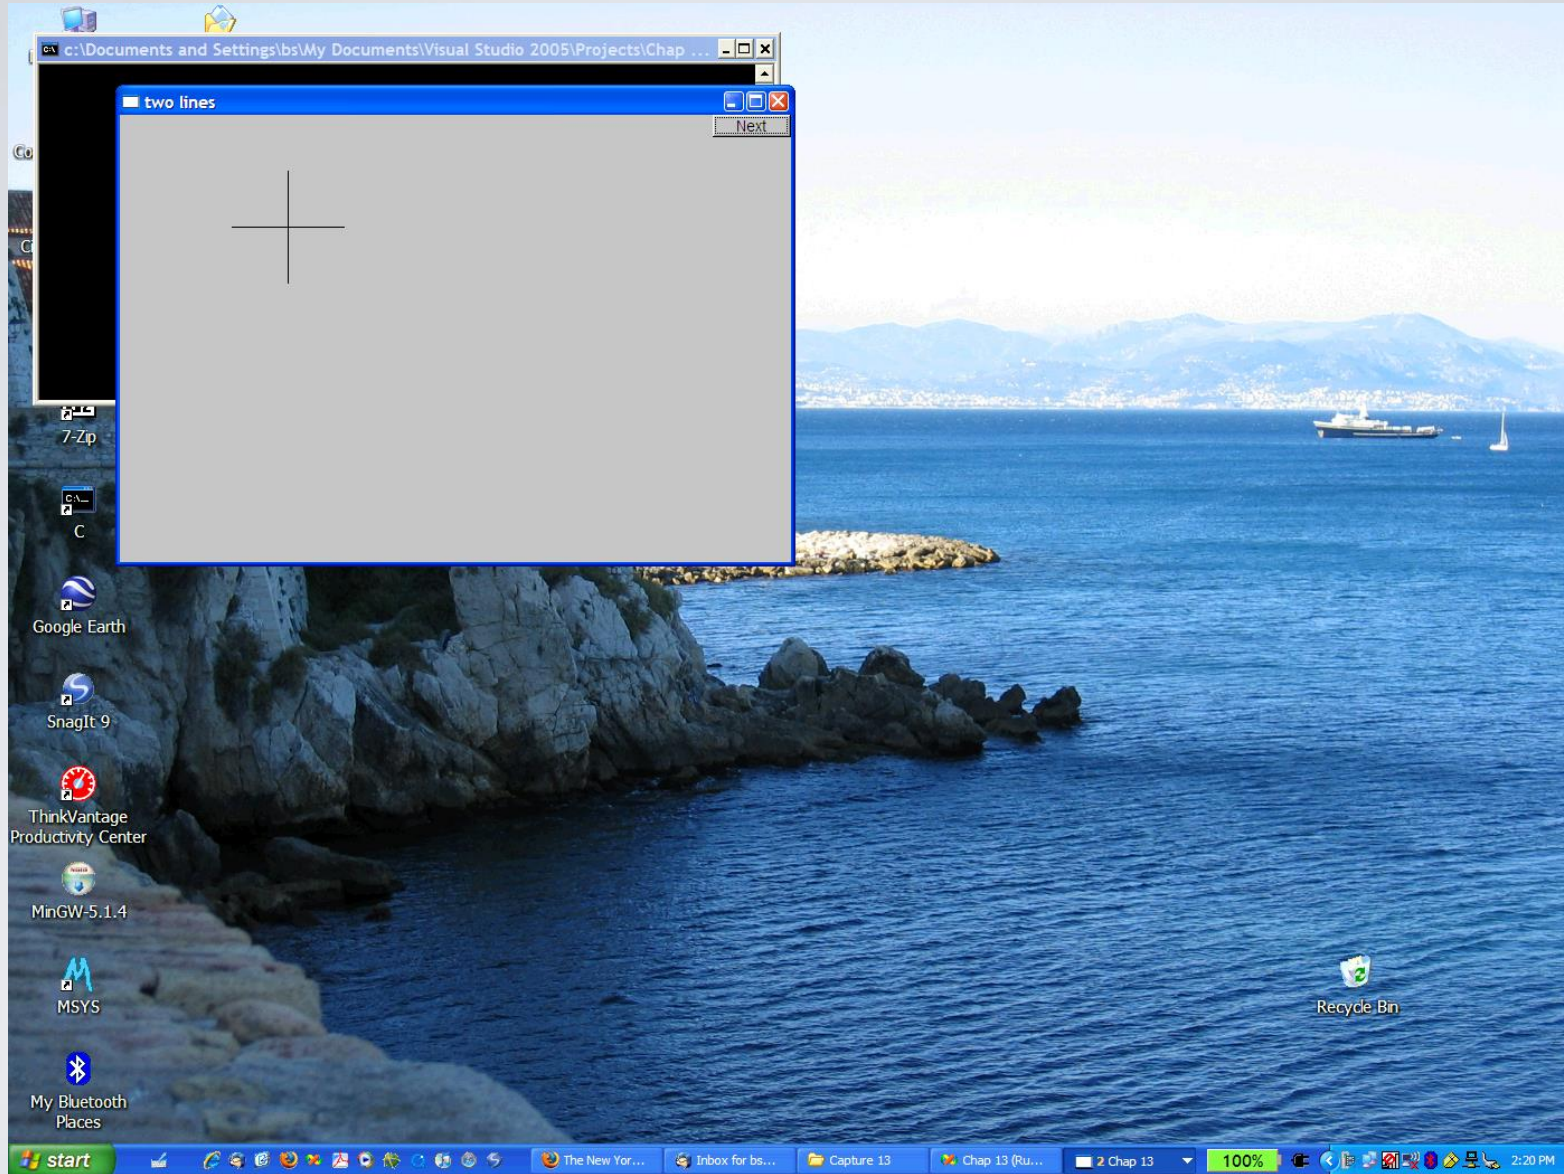 c:\Documents and Settings\bs\My Documents\Visual Studio 2005\Projects\Chap ...
two lines
Next
Co
7-Zip
C:\
C
Google Earth
SnagIt 9
ThinkVantage
Productivity Center
MinGW-5.1.4
MSYS
Recycle Bin
My Bluetooth
Places
start
The New Yor...
Inbox for bs...
Capture 13
Chap 13 (Ru...
2 Chap 13
100%
2:20 PM